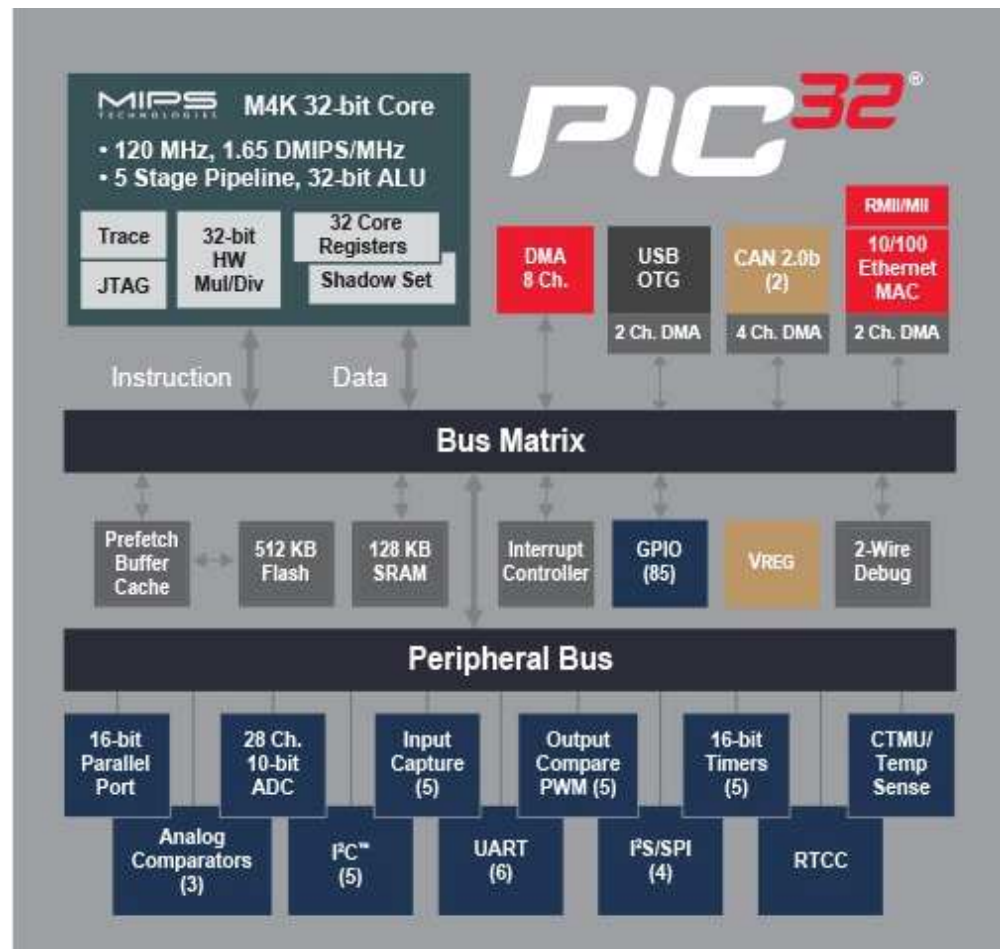 MIPS
TECHNOLOGIES
M4K 32-bit Core
• 120 MHz, 1.65 DMIPS/MHz
• 5 Stage Pipeline, 32-bit ALU
Trace
JTAG
32-bit
HW
Mul/Div
32 Core
Registers
Shadow Set
PIC32®
DMA
8 Ch.
USB
OTG
2 Ch. DMA
CAN 2.0b
(2)
4 Ch. DMA
RMII/MII
10/100
Ethernet
MAC
2 Ch. DMA
Instruction
Data
Bus Matrix
Prefetch
Buffer
Cache
512 KB
Flash
128 KB
SRAM
Interrupt
Controller
GPIO
(85)
VREG
2-Wire
Debug
Peripheral Bus
16-bit
Parallel
Port
28 Ch.
10-bit
ADC
Input
Capture
(5)
Output
Compare
PWM (5)
16-bit
Timers
(5)
CTMU/
Temp
Sense
Analog
Comparators
(3)
I²C™
(5)
UART
(6)
I²S/SPI
(4)
RTCC